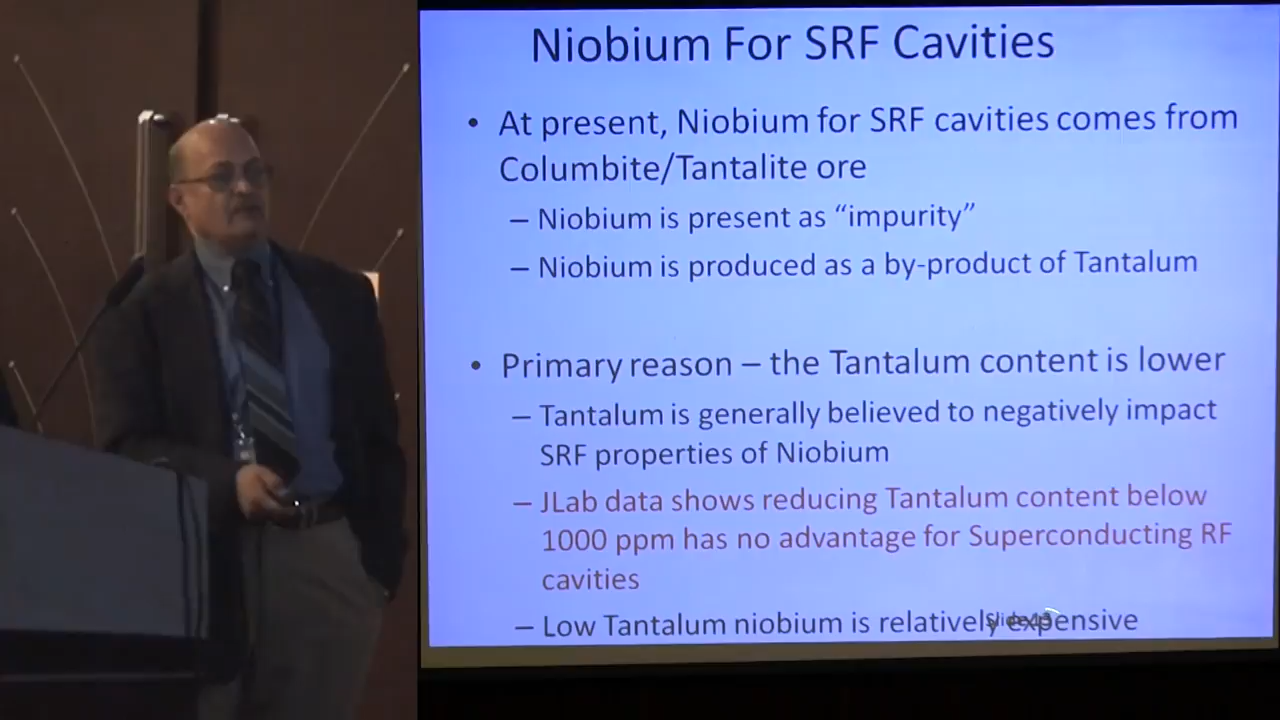 Niobium For SRF Cavities
• At present, Niobium for SRF cavities comes from
Columbite/Tantalite ore
– Niobium is present as “impurity”
– Niobium is produced as a by-product of Tantalum
• Primary reason – the Tantalum content is lower
– Tantalum is generally believed to negatively impact
SRF properties of Niobium
– JLab data shows reducing Tantalum content below
1000 ppm has no advantage for Superconducting RF
cavities
– Low Tantalum niobium is relatively expensive